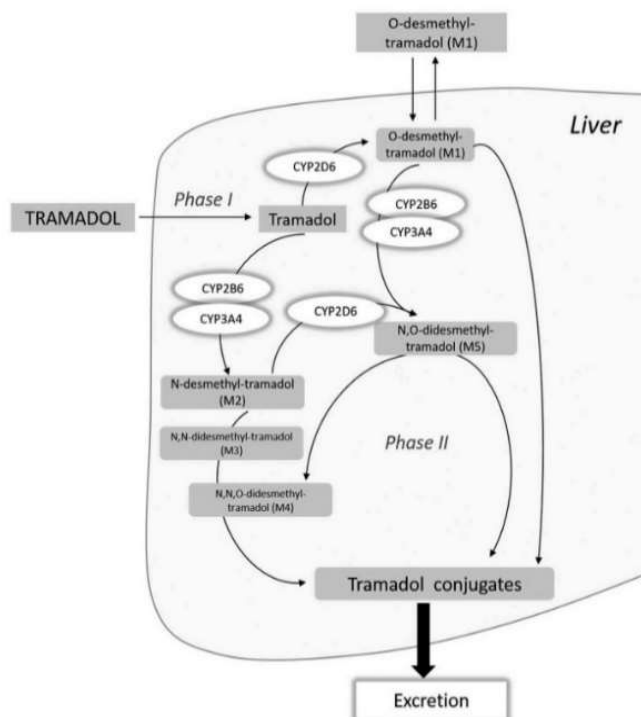 O-desmethyl-
tramadol (M1)
Liver
O-desmethyl-
tramadol (M1)
CYP2D6
Phase I
TRAMADOL
Tramadol
CYP2B6
CYP3A4
CYP2B6
CYP3A4
CYP2D6
N,O-didesmethyl-
tramadol (M5)
N-desmethyl-tramadol
(M2)
N,N-didesmethyl-tramadol
(M3)
Phase II
N,N,O-didesmethyl-
tramadol (M4)
Tramadol conjugates
Excretion